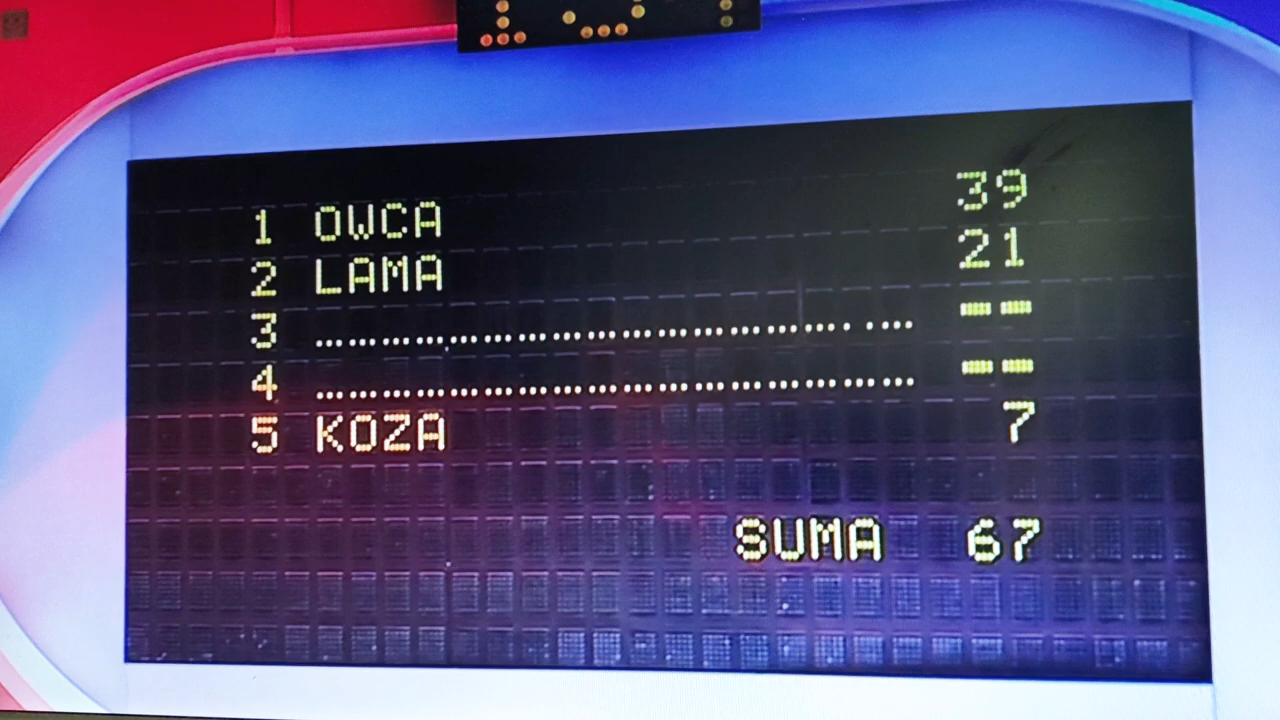 1 OWCA 39
2 LAMA 21
3 ...................................................... ▬▬
4 ...................................................... ▬▬
5 KOZA 7
SUMA 67